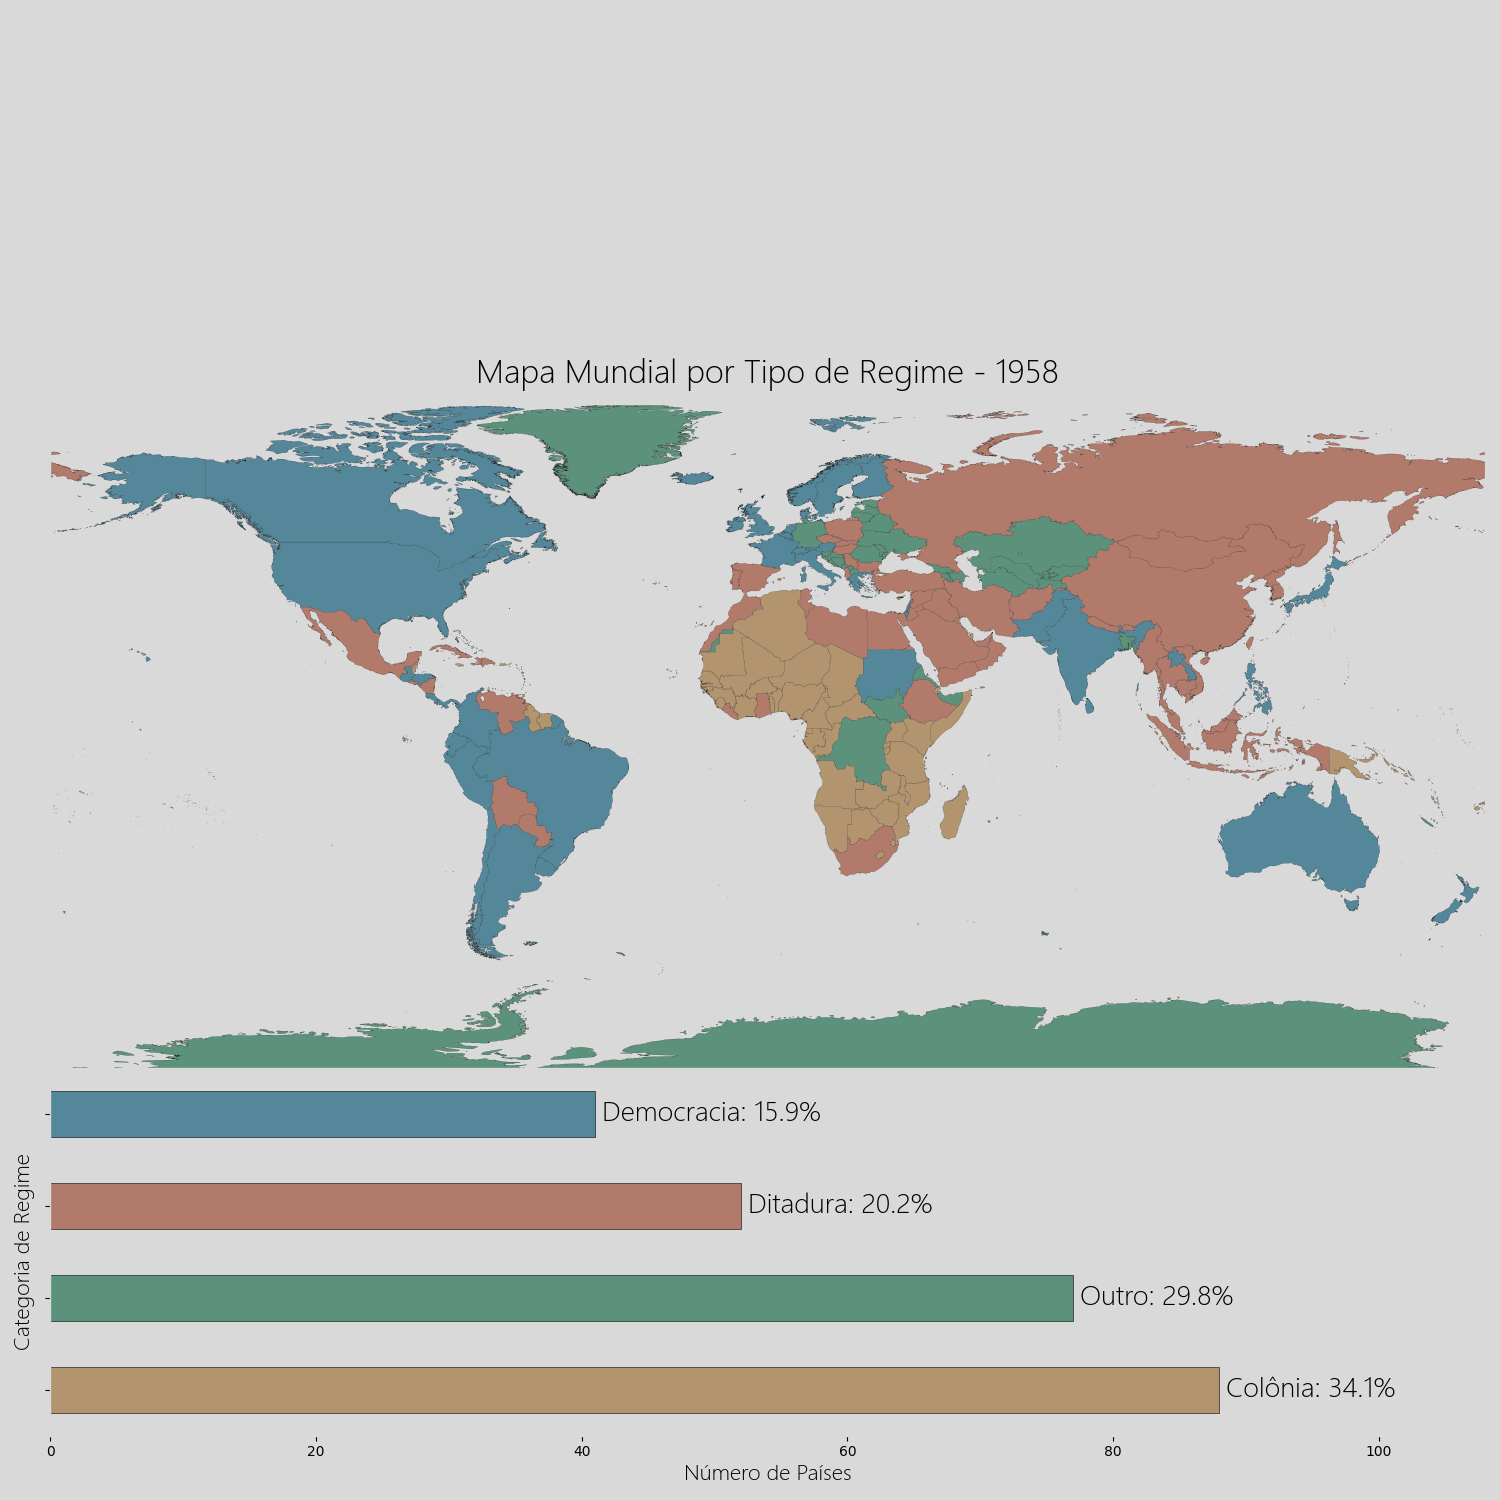 Mapa Mundial por Tipo de Regime - 1958
Democracia: 15.9%
Ditadura: 20.2%
Outro: 29.8%
Colônia: 34.1%
Categoria de Regime
0 20 40 60 80 100
Número de Países